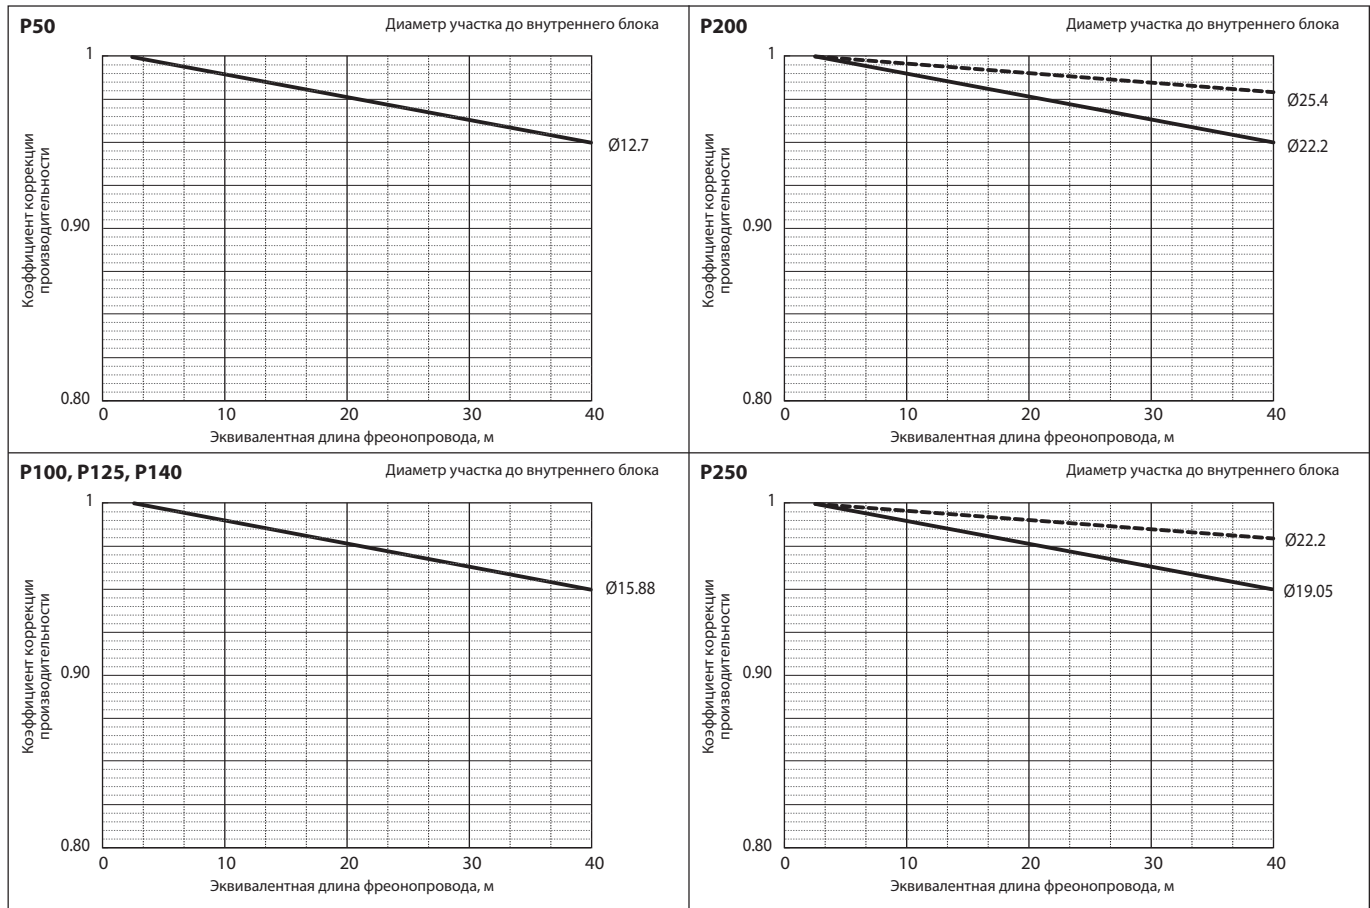 P50
Диаметр участка до внутреннего блока
1
0.90
0.80
Коэффициент коррекции
производительности
Ø12.7
0 10 20 30 40
Эквивалентная длина фреонопровода, м
P200
Диаметр участка до внутреннего блока
1
0.90
0.80
Коэффициент коррекции
производительности
Ø25.4
Ø22.2
0 10 20 30 40
Эквивалентная длина фреонопровода, м
P100, P125, P140
Диаметр участка до внутреннего блока
1
0.90
0.80
Коэффициент коррекции
производительности
Ø15.88
0 10 20 30 40
Эквивалентная длина фреонопровода, м
P250
Диаметр участка до внутреннего блока
1
0.90
0.80
Коэффициент коррекции
производительности
Ø22.2
Ø19.05
0 10 20 30 40
Эквивалентная длина фреонопровода, м